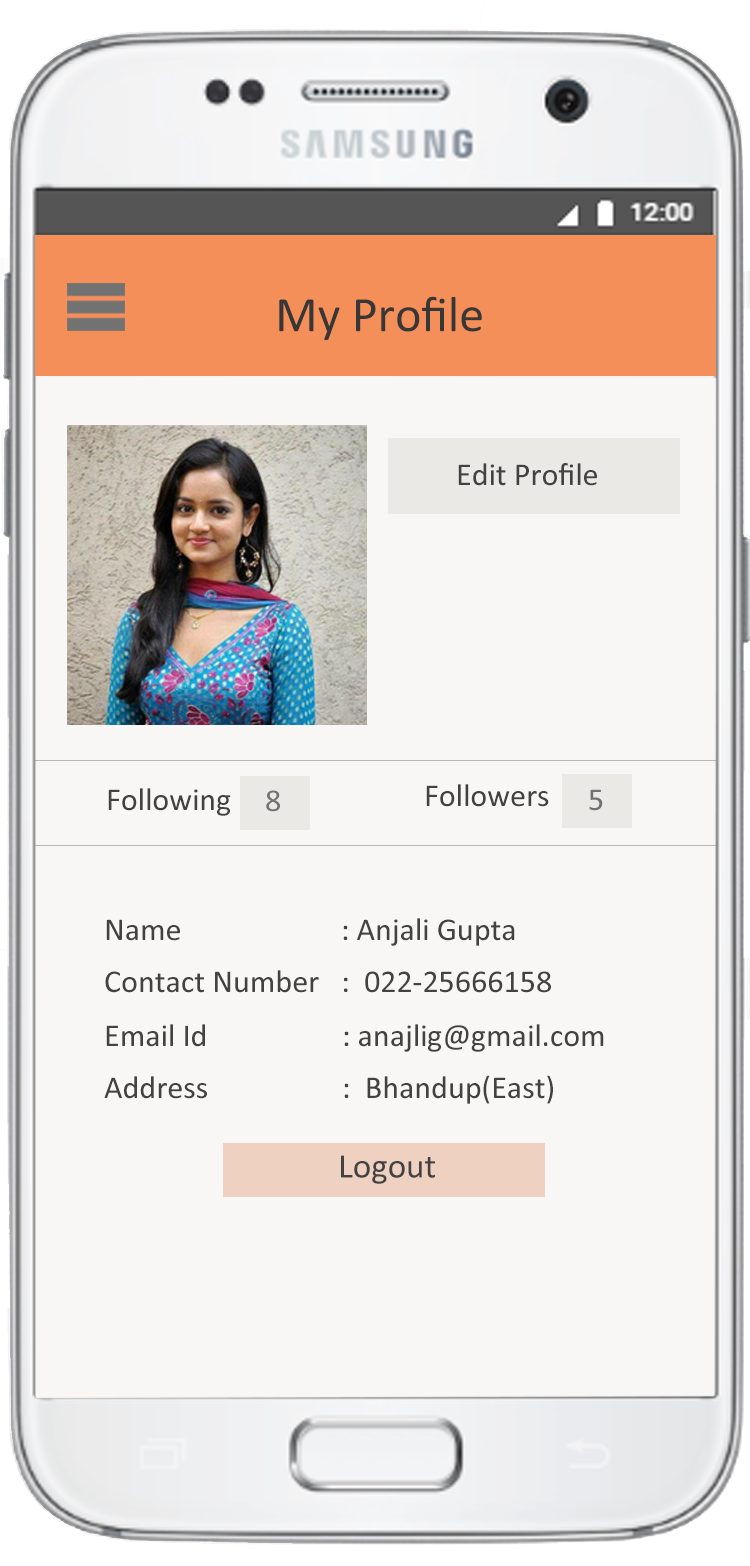 SAMSUNG
12:00
My Profile
Edit Profile
Following 8 Followers 5
Name : Anjali Gupta
Contact Number : 022-25666158
Email Id : anajlig@gmail.com
Address : Bhandup(East)
Logout